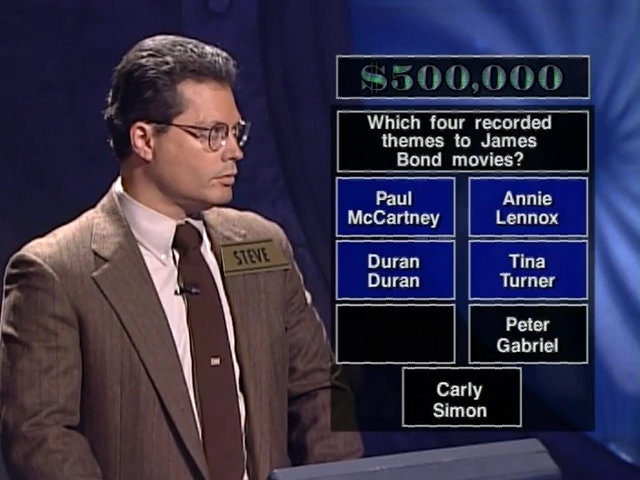 $500,000
Which four recorded
themes to James
Bond movies?
Paul
McCartney
Annie
Lennox
Duran
Duran
Tina
Turner
Peter
Gabriel
Carly
Simon
STEVE